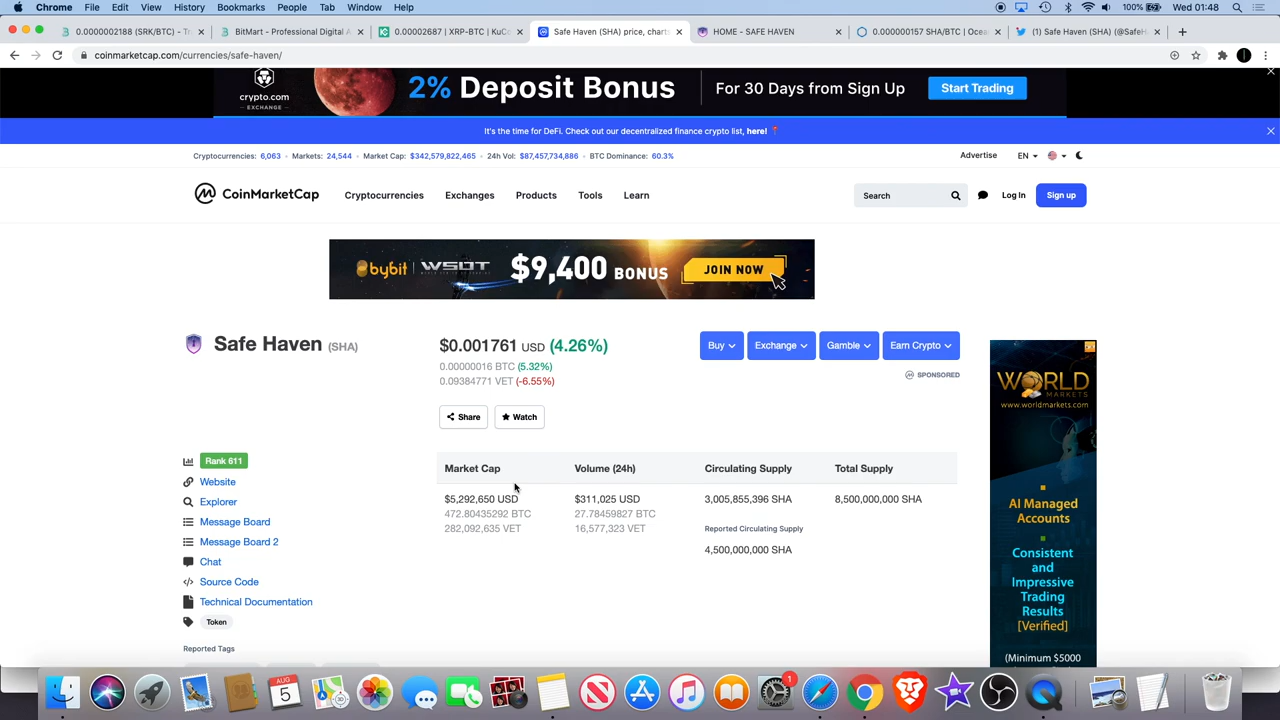 Chrome File Edit View History Bookmarks People Tab Window Help 100% Wed 01:48
0.000002188 (SRK/BTC) - Tr
BitMart - Professional Digital A
0.00002687 | XRP-BTC | KuCo
Safe Haven (SHA) price, chart
HOME - SAFE HAVEN
0.000000157 SHA/BTC | Ocea
(1) Safe Haven (SHA) (@SafeH
coinmarketcap.com/currencies/safe-haven/
crypto.com
EXCHANGE
2% Deposit Bonus
For 30 Days from Sign Up
Start Trading
It's the time for DeFi. Check out our decentralized finance crypto list, here!
Cryptocurrencies: 6,063 • Markets: 24,544 • Market Cap: $342,579,822,465 • 24h Vol: $87,457,734,886 • BTC Dominance: 60.3%
Advertise EN
CoinMarketCap
Cryptocurrencies Exchanges Products Tools Learn
Search
Log In
Sign up
bybit WSOT
$9,400 BONUS
JOIN NOW
Safe Haven (SHA)
$0.001761 USD (4.26%)
0.00000016 BTC (5.32%)
0.09384771 VET (-6.55%)
Buy Exchange Gamble Earn Crypto
SPONSORED
Share Watch
Rank 611
Website
Explorer
Message Board
Message Board 2
Chat
Source Code
Technical Documentation
Token
Reported Tags
Market Cap
$5,292,650 USD
472.80435292 BTC
282,092,635 VET
Volume (24h)
$311,025 USD
27.78459827 BTC
16,577,323 VET
Circulating Supply
3,005,855,396 SHA
Reported Circulating Supply
4,500,000,000 SHA
Total Supply
8,500,000,000 SHA
WORLD
MARKETS
www.worldmarkets.com
AI Managed
Accounts
Consistent
and
Impressive
Trading
Results
[Verified]
(Minimum $5000
AUG
5
1